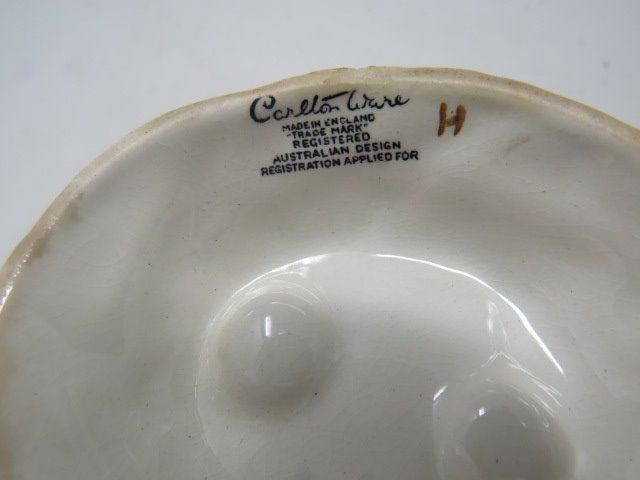 Carlton Ware
MADE IN ENGLAND
"TRADE MARK"
REGISTERED
AUSTRALIAN DESIGN
REGISTRATION APPLIED FOR
H